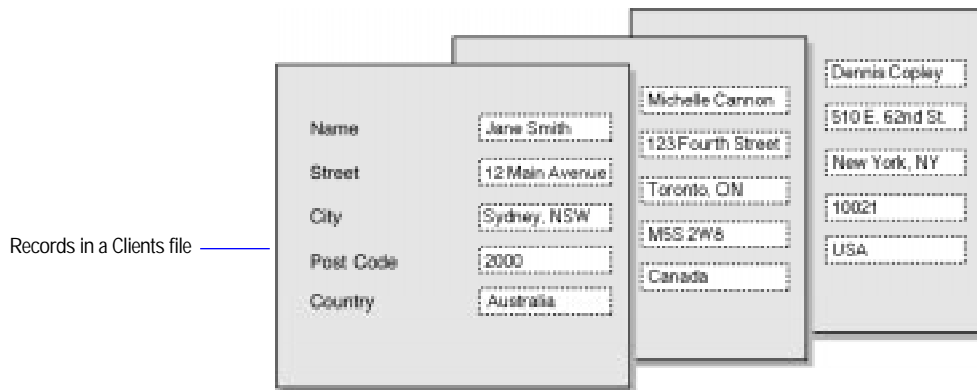 Records in a Clients file
Name Jane Smith
Street 12 Main Avenue
City Sydney, NSW
Post Code 2000
Country Australia
Michelle Cannon
123 Fourth Street
Toronto, ON
M5S 2W8
Canada
Dennis Copley
510 E. 62nd St.
New York, NY
10021
USA